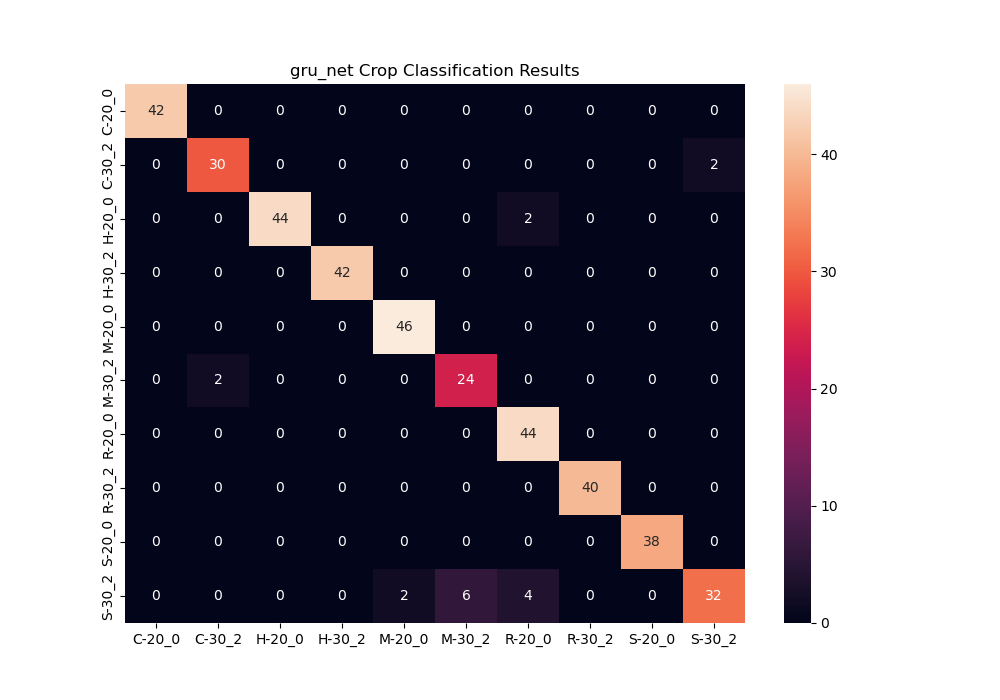 gru_net Crop Classification Results
C-20_0 42 0 0 0 0 0 0 0 0 0
C-30_2 0 30 0 0 0 0 0 0 0 2
H-20_0 0 0 44 0 0 0 2 0 0 0
H-30_2 0 0 0 42 0 0 0 0 0 0
M-20_0 0 0 0 0 46 0 0 0 0 0
M-30_2 0 2 0 0 0 24 0 0 0 0
R-20_0 0 0 0 0 0 0 44 0 0 0
R-30_2 0 0 0 0 0 0 0 40 0 0
S-20_0 0 0 0 0 0 0 0 0 38 0
S-30_2 0 0 0 0 2 6 4 0 0 32
C-20_0 C-30_2 H-20_0 H-30_2 M-20_0 M-30_2 R-20_0 R-30_2 S-20_0 S-30_2
40
30
20
10
0